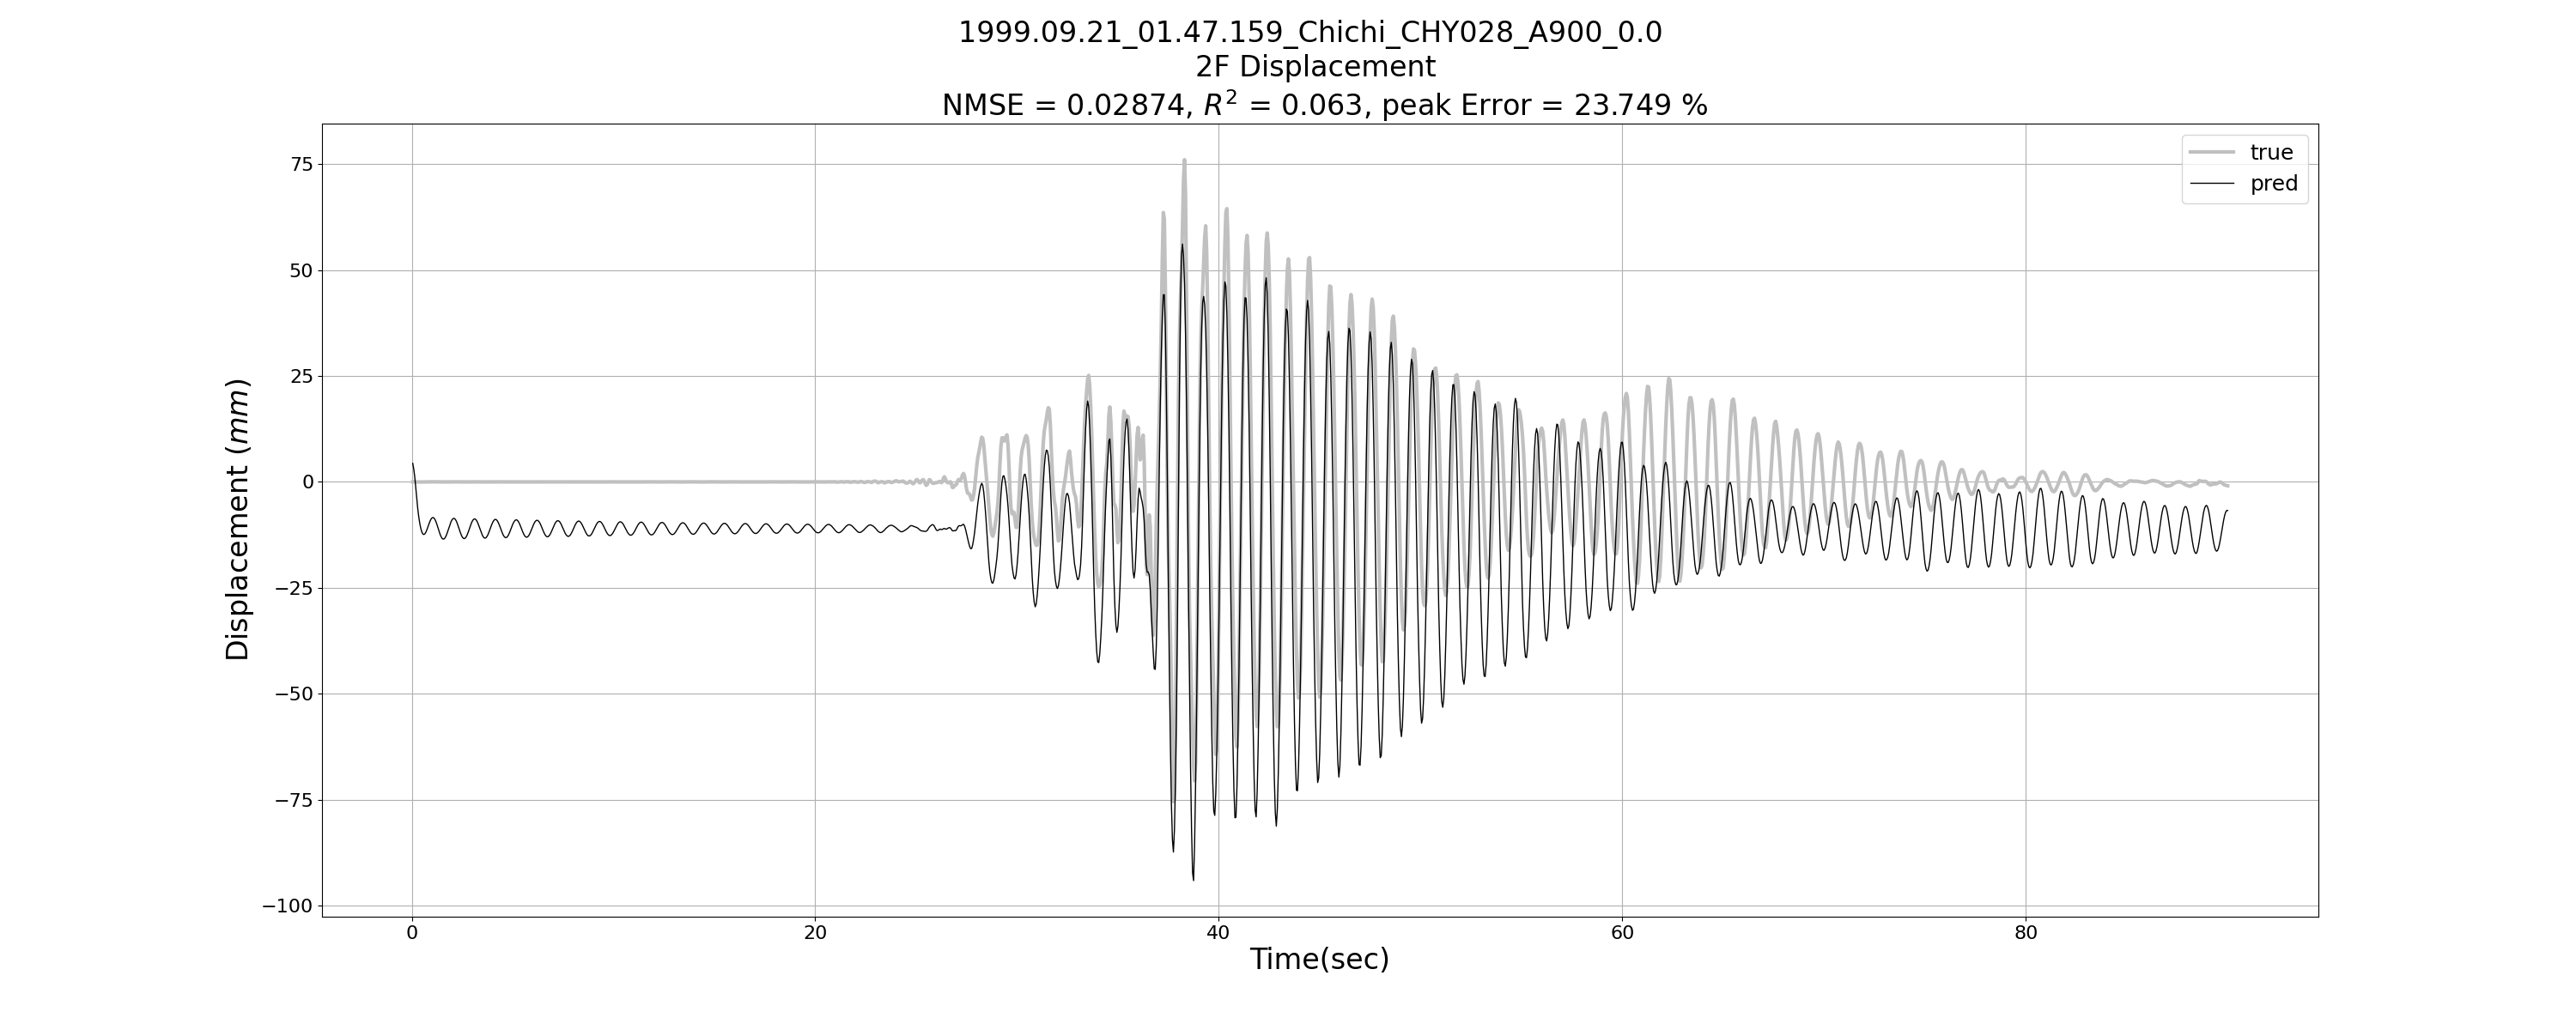 1999.09.21_01.47.159_Chichi_CHY028_A900_0.0
2F Displacement
NMSE = 0.02874, R² = 0.063, peak Error = 23.749 %
true
pred
75
50
25
0
−25
−50
−75
−100
Displacement (mm)
0 20 40 60 80
Time(sec)